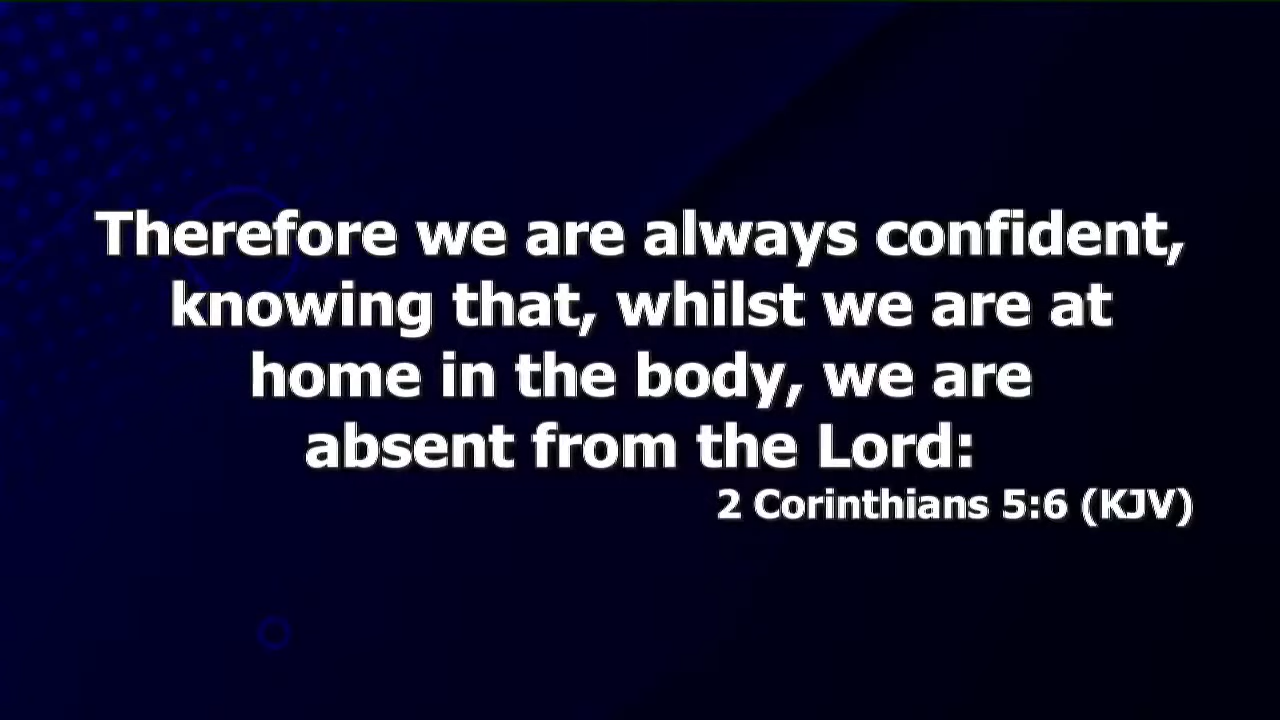 Therefore we are always confident,
knowing that, whilst we are at
home in the body, we are
absent from the Lord:
2 Corinthians 5:6 (KJV)